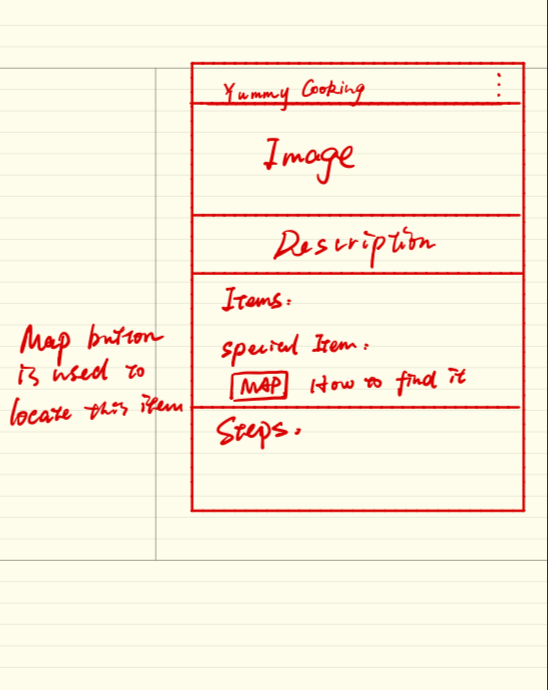 Yummy Cooking
Image
Description
Items:
special Item:
MAP How to find it
Steps:
Map button
is used to
locate this item